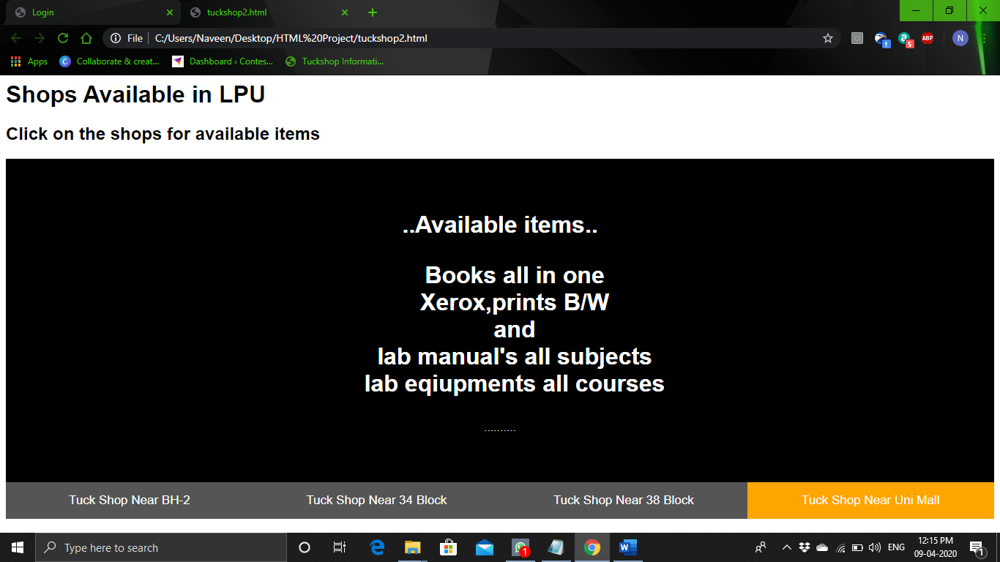 Login
tuckshop2.html
File
C:/Users/Naveen/Desktop/HTML%20Project/tuckshop2.html
5
ABP
N
Apps
C
Collaborate & creat...
Dashboard ‹ Contes...
Tuckshop Informati...
Shops Available in LPU
Click on the shops for available items
..Available items..
Books all in one
Xerox,prints B/W
and
lab manual's all subjects
lab eqiupments all courses
..........
Tuck Shop Near BH-2
Tuck Shop Near 34 Block
Tuck Shop Near 38 Block
Tuck Shop Near Uni Mall
Type here to search
1
W
ENG
12:15 PM
09-04-2020
1